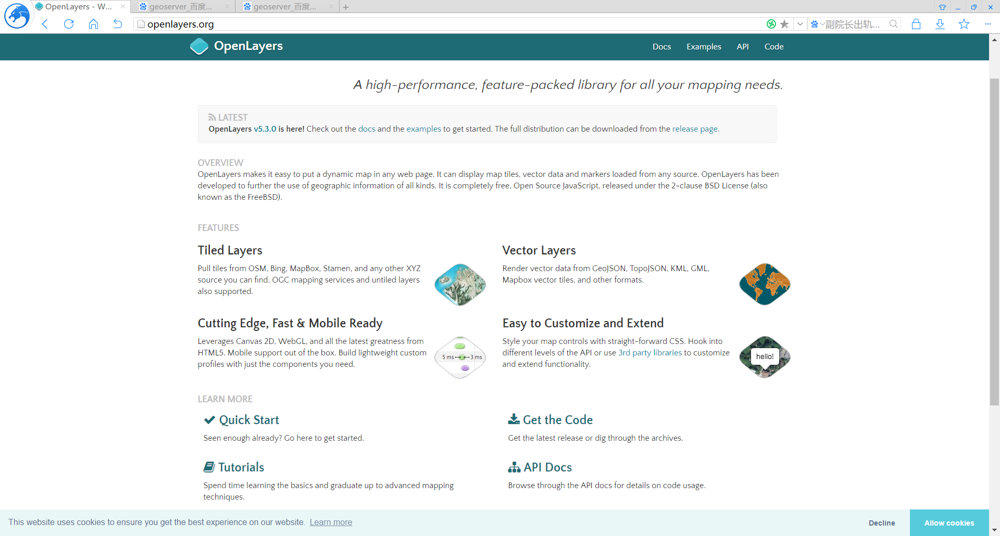 OpenLayers - W...
geoserver_百度...
geoserver_百度...
openlayers.org
副院长出轨...
OpenLayers
Docs
Examples
API
Code
A high-performance, feature-packed library for all your mapping needs.
LATEST
OpenLayers v5.3.0 is here! Check out the docs and the examples to get started. The full distribution can be downloaded from the release page.
OVERVIEW
OpenLayers makes it easy to put a dynamic map in any web page. It can display map tiles, vector data and markers loaded from any source. OpenLayers has been
developed to further the use of geographic information of all kinds. It is completely free, Open Source JavaScript, released under the 2-clause BSD License (also
known as the FreeBSD).
FEATURES
Tiled Layers
Pull tiles from OSM, Bing, MapBox, Stamen, and any other XYZ
source you can find. OGC mapping services and untiled layers
also supported.
Vector Layers
Render vector data from GeoJSON, TopoJSON, KML, GML,
Mapbox vector tiles, and other formats.
Cutting Edge, Fast & Mobile Ready
Leverages Canvas 2D, WebGL, and all the latest greatness from
HTML5. Mobile support out of the box. Build lightweight custom
profiles with just the components you need.
5 ms
3 ms
Easy to Customize and Extend
Style your map controls with straight-forward CSS. Hook into
different levels of the API or use 3rd party libraries to customize
and extend functionality.
hello!
LEARN MORE
Quick Start
Seen enough already? Go here to get started.
Get the Code
Get the latest release or dig through the archives.
Tutorials
Spend time learning the basics and graduate up to advanced mapping
techniques.
API Docs
Browse through the API docs for details on code usage.
This website uses cookies to ensure you get the best experience on our website. Learn more
Decline
Allow cookies